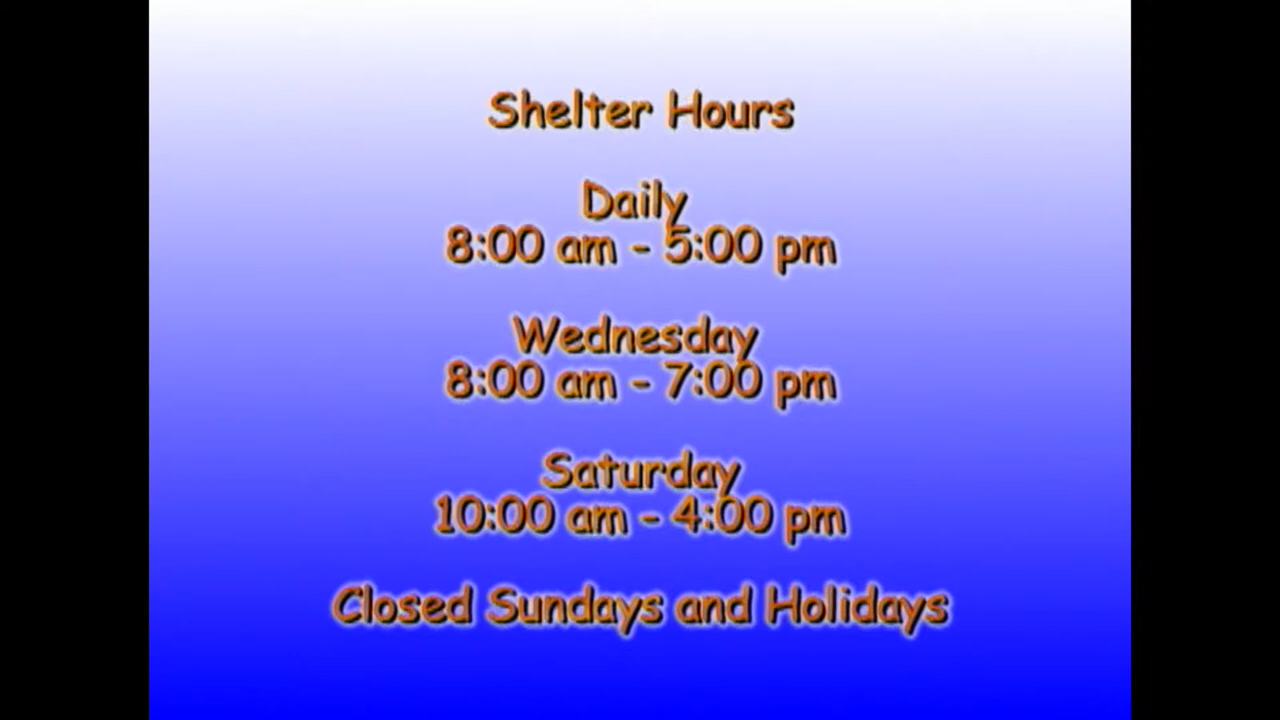 Shelter Hours
Daily
8:00 am - 5:00 pm
Wednesday
8:00 am - 7:00 pm
Saturday
10:00 am - 4:00 pm
Closed Sundays and Holidays